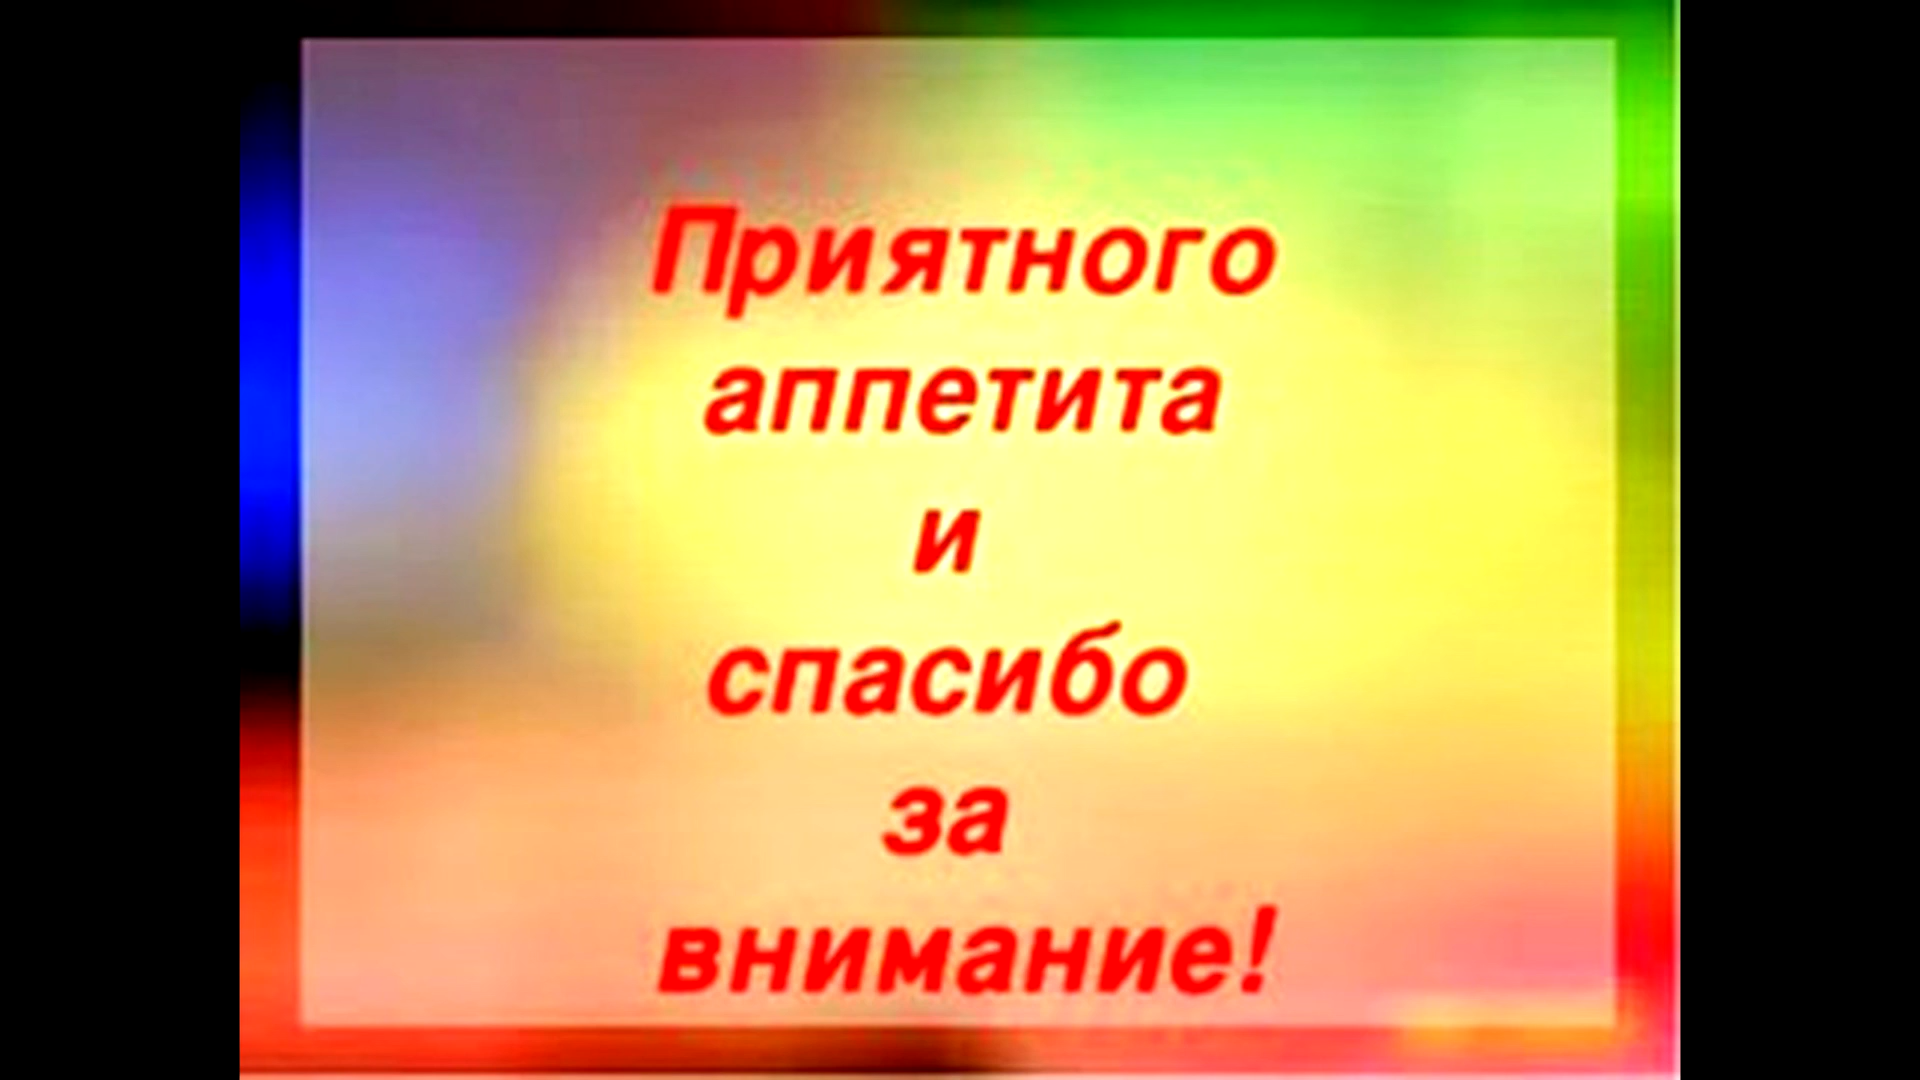 Приятного
аппетита
и
спасибо
за
внимание!